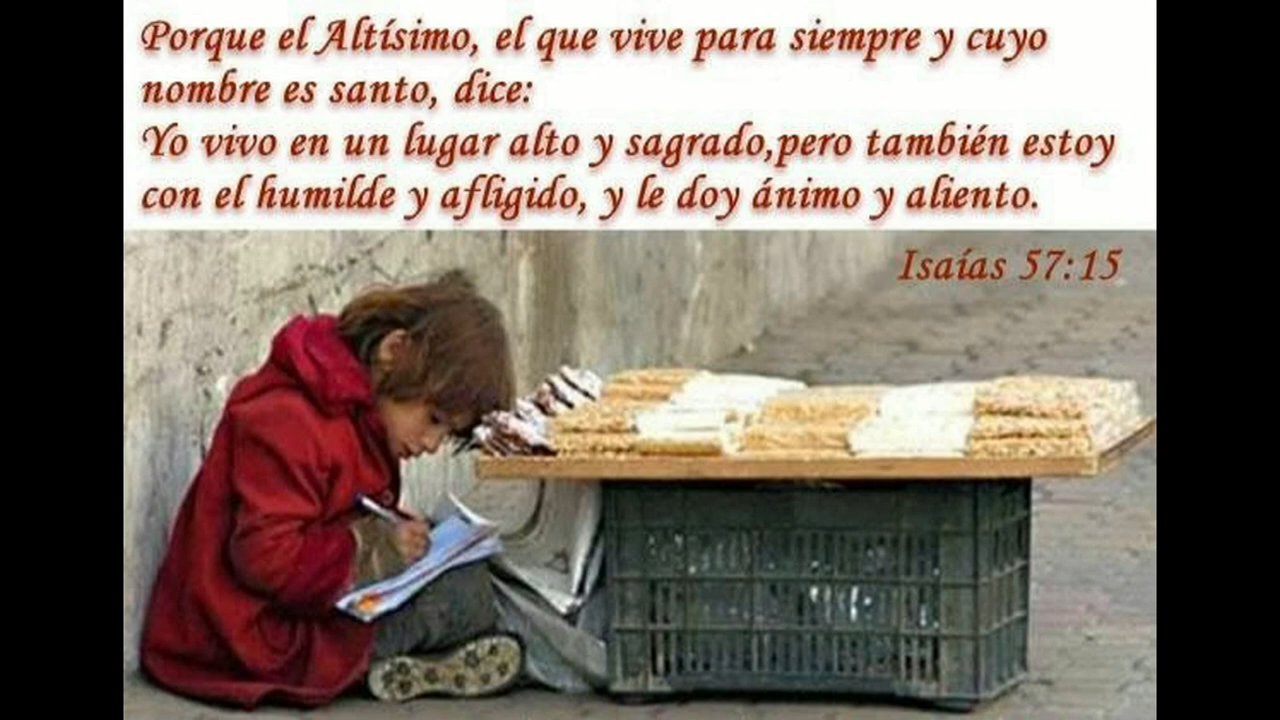 Porque el Altísimo, el que vive para siempre y cuyo
nombre es santo, dice:
Yo vivo en un lugar alto y sagrado,pero también estoy
con el humilde y afligido, y le doy ánimo y aliento.
Isaías 57:15